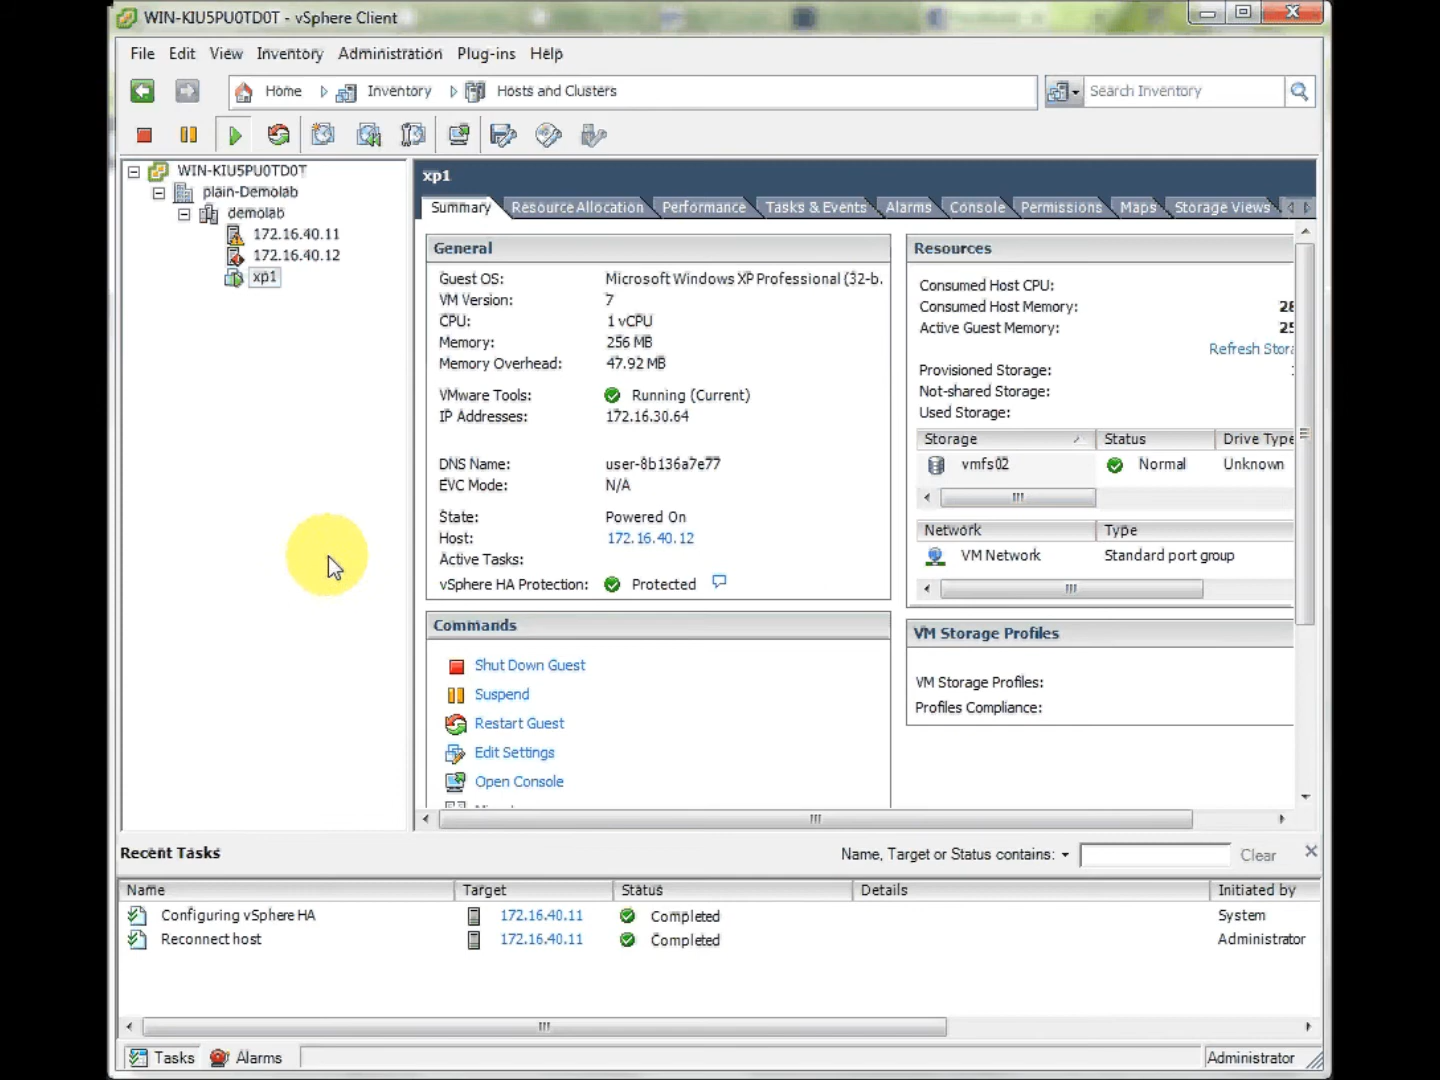 WIN-KIU5PU0TD0T - vSphere Client
File Edit View Inventory Administration Plug-ins Help
Home Inventory Hosts and Clusters Search Inventory
WIN-KIU5PU0TD0T
plain-Demolab
demolab
172.16.40.11
172.16.40.12
xp1
xp1
Summary Resource Allocation Performance Tasks & Events Alarms Console Permissions Maps Storage Views
General
Guest OS: Microsoft Windows XP Professional (32-b.
VM Version: 7
CPU: 1 vCPU
Memory: 256 MB
Memory Overhead: 47.92 MB
VMware Tools: Running (Current)
IP Addresses: 172.16.30.64
DNS Name: user-8b136a7e77
EVC Mode: N/A
State: Powered On
Host: 172.16.40.12
Active Tasks:
vSphere HA Protection: Protected
Commands
Shut Down Guest
Suspend
Restart Guest
Edit Settings
Open Console
Resources
Consumed Host CPU:
Consumed Host Memory: 28
Active Guest Memory: 25
Refresh Stora
Provisioned Storage:
Not-shared Storage:
Used Storage:
Storage Status Drive Type
vmfs02 Normal Unknown
Network Type
VM Network Standard port group
VM Storage Profiles
VM Storage Profiles:
Profiles Compliance:
Recent Tasks Name, Target or Status contains: Clear
Name Target Status Details Initiated by
Configuring vSphere HA 172.16.40.11 Completed System
Reconnect host 172.16.40.11 Completed Administrator
Tasks Alarms Administrator